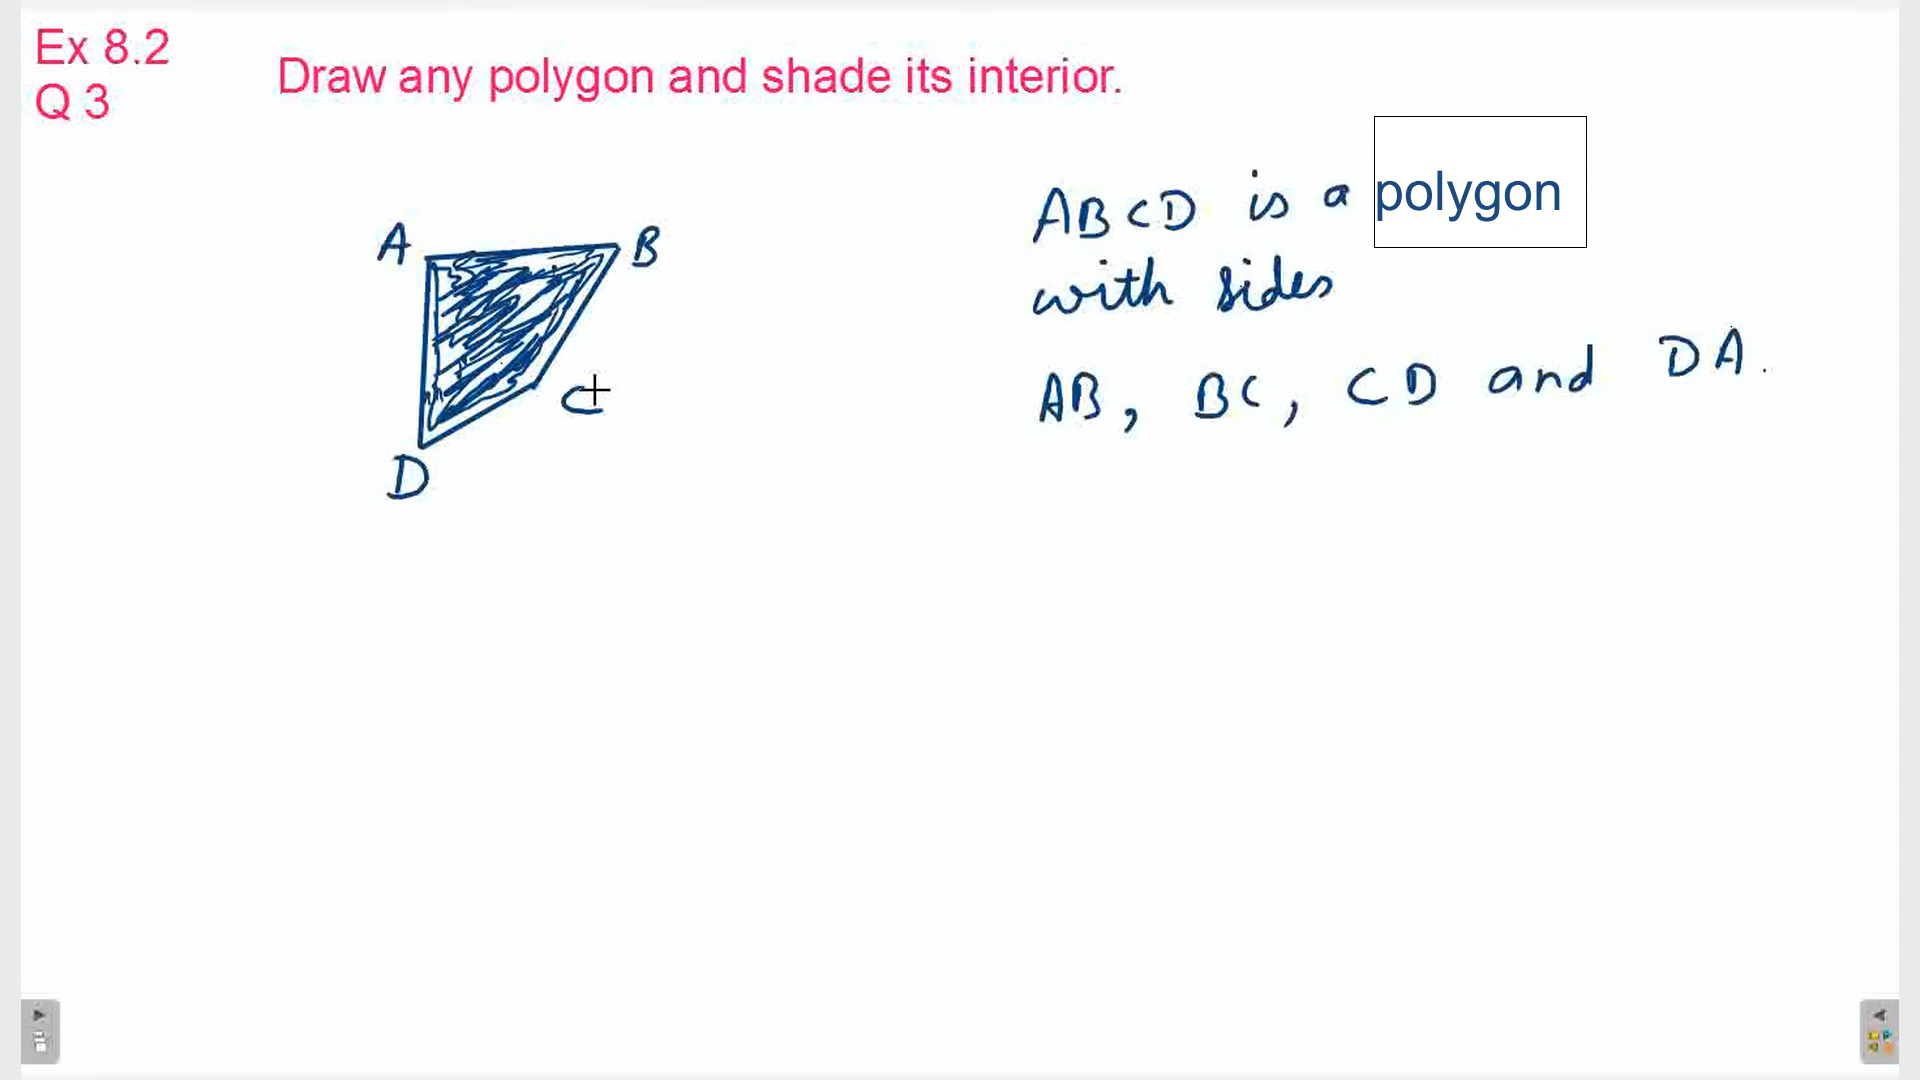 Ex 8.2
Q 3
Draw any polygon and shade its interior.
A
B
C
D
ABCD is a polygon
with sides
AB, BC, CD and DA.